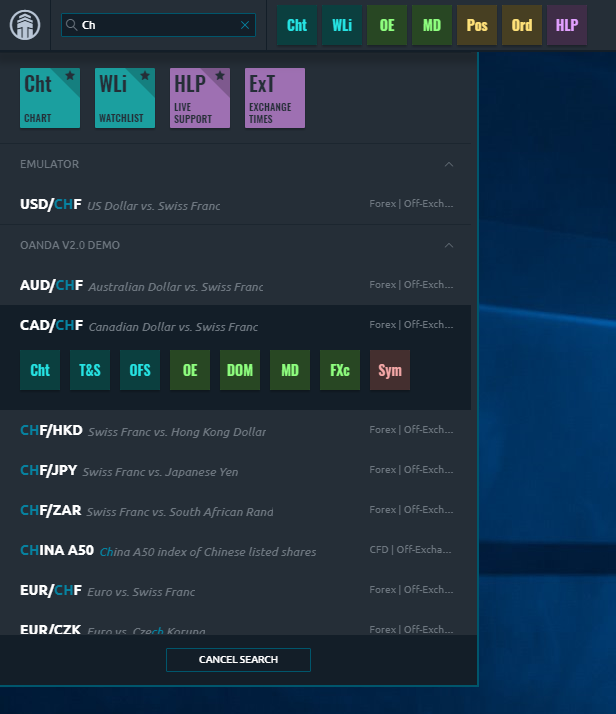 Ch
Cht WLi OE MD Pos Ord HLP
Cht WLi HLP ExT
CHART WATCHLIST LIVE SUPPORT EXCHANGE TIMES
EMULATOR
USD/CHF US Dollar vs. Swiss Franc Forex | Off-Exch...
OANDA V2.0 DEMO
AUD/CHF Australian Dollar vs. Swiss Franc Forex | Off-Exch...
CAD/CHF Canadian Dollar vs. Swiss Franc Forex | Off-Exch...
Cht T&S OFS OE DOM MD FXc Sym
CHF/HKD Swiss Franc vs. Hong Kong Dollar Forex | Off-Exch...
CHF/JPY Swiss Franc vs. Japanese Yen Forex | Off-Exch...
CHF/ZAR Swiss Franc vs. South African Rand Forex | Off-Exch...
CHINA A50 China A50 index of Chinese listed shares CFD | Off-Excha...
EUR/CHF Euro vs. Swiss Franc Forex | Off-Exch...
EUR/CZK Euro vs. Czech Koruna Forex | Off-Exch...
CANCEL SEARCH